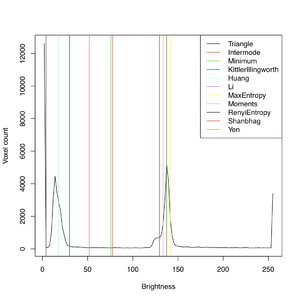 Triangle
Intermode
Minimum
KittlerIllingworth
Huang
Li
MaxEntropy
Moments
RenyiEntropy
Shanbhag
Yen
Voxel count
12000
10000
8000
6000
4000
2000
0
0 50 100 150 200 250
Brightness